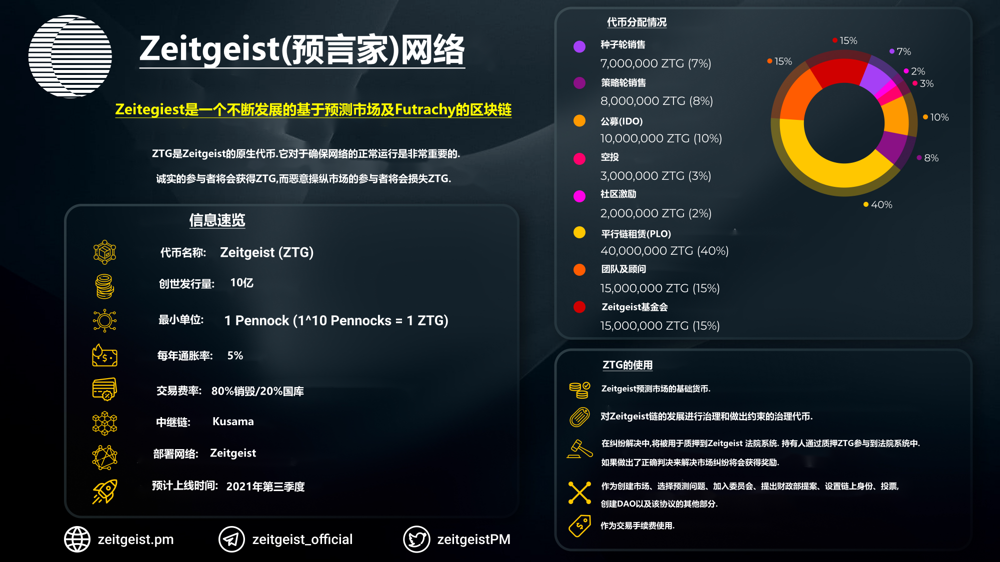 Zeitgeist(预言家)网络
Zeitegiest是一个不断发展的基于预测市场及Futrachy的区块链
ZTG是Zeitgeist的原生代币.它对于确保网络的正常运行是非常重要的.
诚实的参与者将会获得ZTG,而恶意操纵市场的参与者将会损失ZTG.
信息速览
代币名称: Zeitgeist (ZTG)
创世发行量: 10亿
最小单位: 1 Pennock (1^10 Pennocks = 1 ZTG)
每年通胀率: 5%
交易费率: 80%销毁/20%国库
中继链: Kusama
部署网络: Zeitgeist
预计上线时间: 2021年第三季度
zeitgeist.pm
zeitgeist_official
zeitgeistPM
代币分配情况
种子轮销售
7,000,000 ZTG (7%)
策略轮销售
8,000,000 ZTG (8%)
公募(IDO)
10,000,000 ZTG (10%)
空投
3,000,000 ZTG (3%)
社区激励
2,000,000 ZTG (2%)
平行链租赁(PLO)
40,000,000 ZTG (40%)
团队及顾问
15,000,000 ZTG (15%)
Zeitgeist基金会
15,000,000 ZTG (15%)
15%
7%
15%
2%
3%
10%
8%
40%
ZTG的使用
Zeitgeist预测市场的基础货币.
对Zeitgeist链的发展进行治理和做出约束的治理代币.
在纠纷解决中,将被用于质押到Zeitgeist 法院系统. 持有人通过质押ZTG参与到法院系统中.
如果做出了正确判决来解决市场纠纷将会获得奖励.
作为创建市场、选择预测问题、加入委员会、提出财政部提案、设置链上身份、投票,
创建DAO以及该协议的其他部分.
作为交易手续费使用.